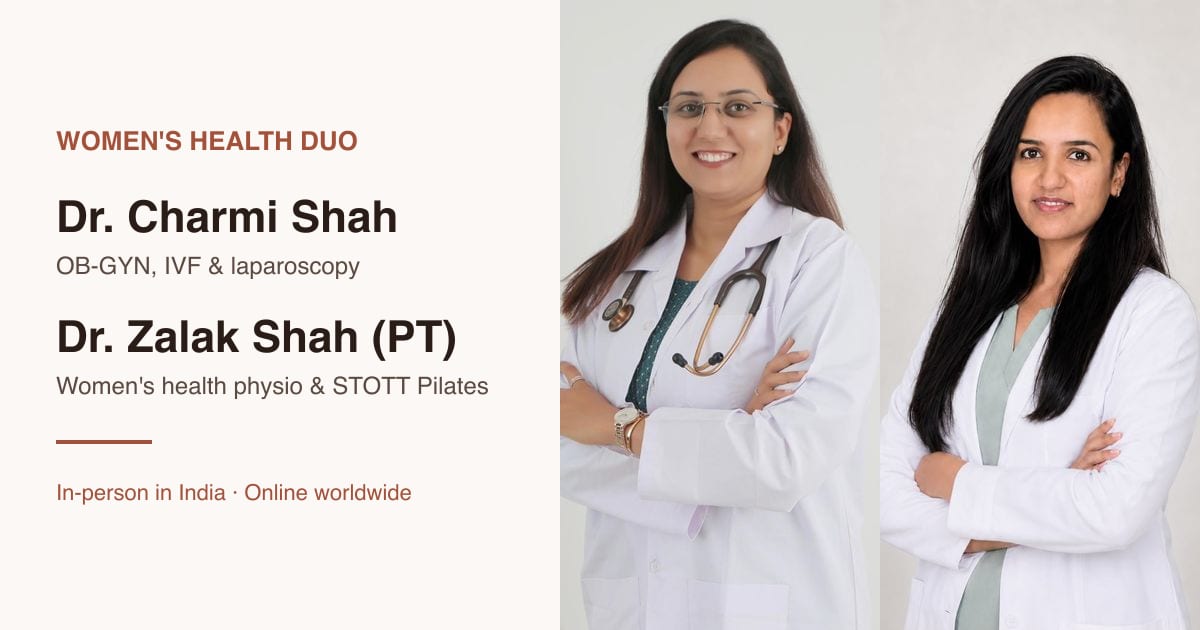 WOMEN'S HEALTH DUO
Dr. Charmi Shah
OB-GYN, IVF & laparoscopy
Dr. Zalak Shah (PT)
Women's health physio & STOTT Pilates
In-person in India · Online worldwide